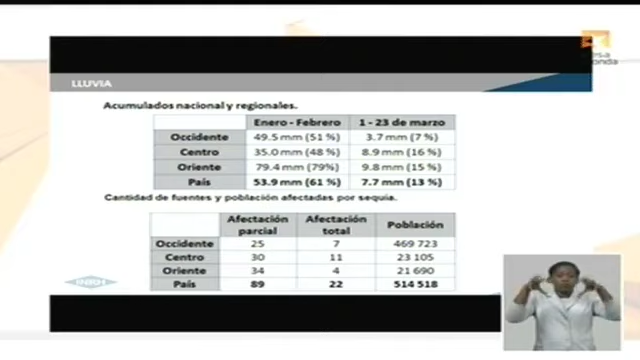 esa
onda
LLUVIA
Acumulados nacional y regionales.
Enero - Febrero 1 - 23 de marzo
Occidente 49.5 mm (51 %) 3.7 mm (7 %)
Centro 35.0 mm (48 %) 8.9 mm (16 %)
Oriente 79.4 mm (79%) 9.8 mm (15 %)
País 53.9 mm (61 %) 7.7 mm (13 %)
Cantidad de fuentes y población afectadas por sequía.
Afectación parcial Afectación total Población
Occidente 25 7 469 723
Centro 30 11 23 105
Oriente 34 4 21 690
País 89 22 514 518
INRH